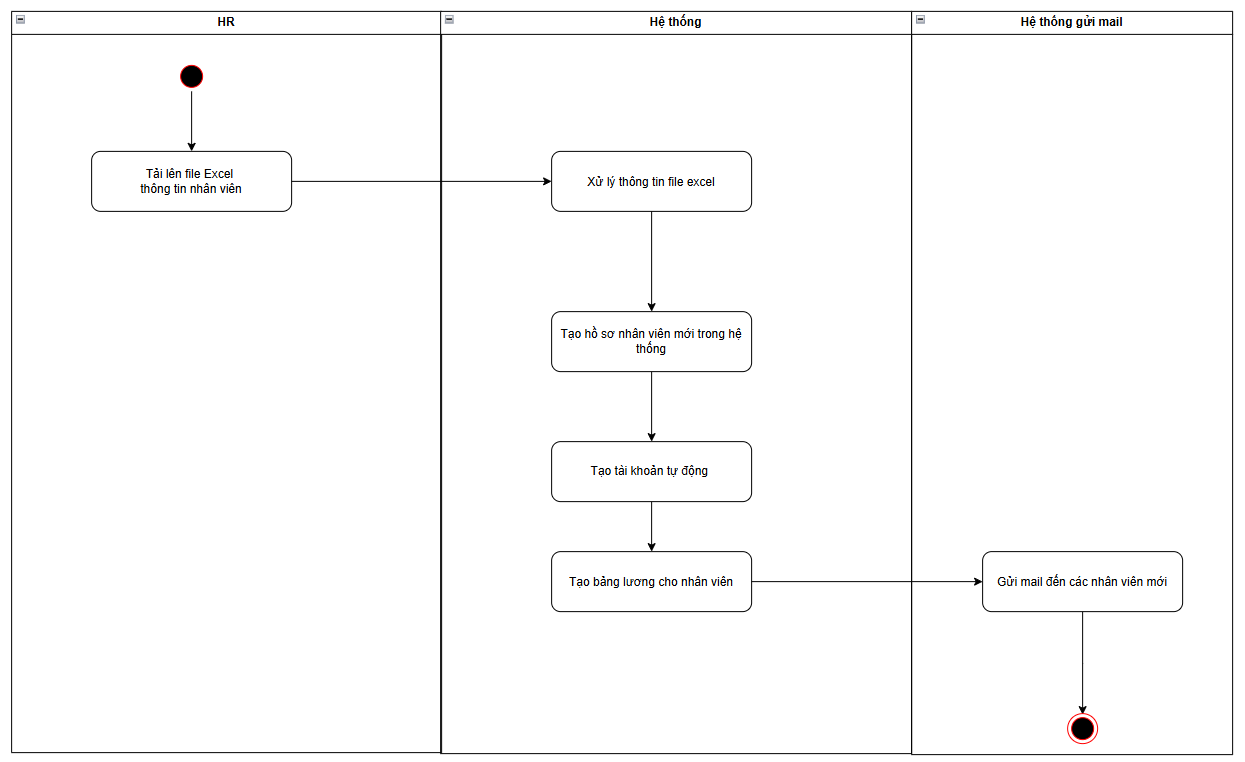 HR
Hệ thống
Hệ thống gửi mail
Tải lên file Excel
thông tin nhân viên
Xử lý thông tin file excel
Tạo hồ sơ nhân viên mới trong hệ
thống
Tạo tài khoản tự động
Tạo bảng lương cho nhân viên
Gửi mail đến các nhân viên mới